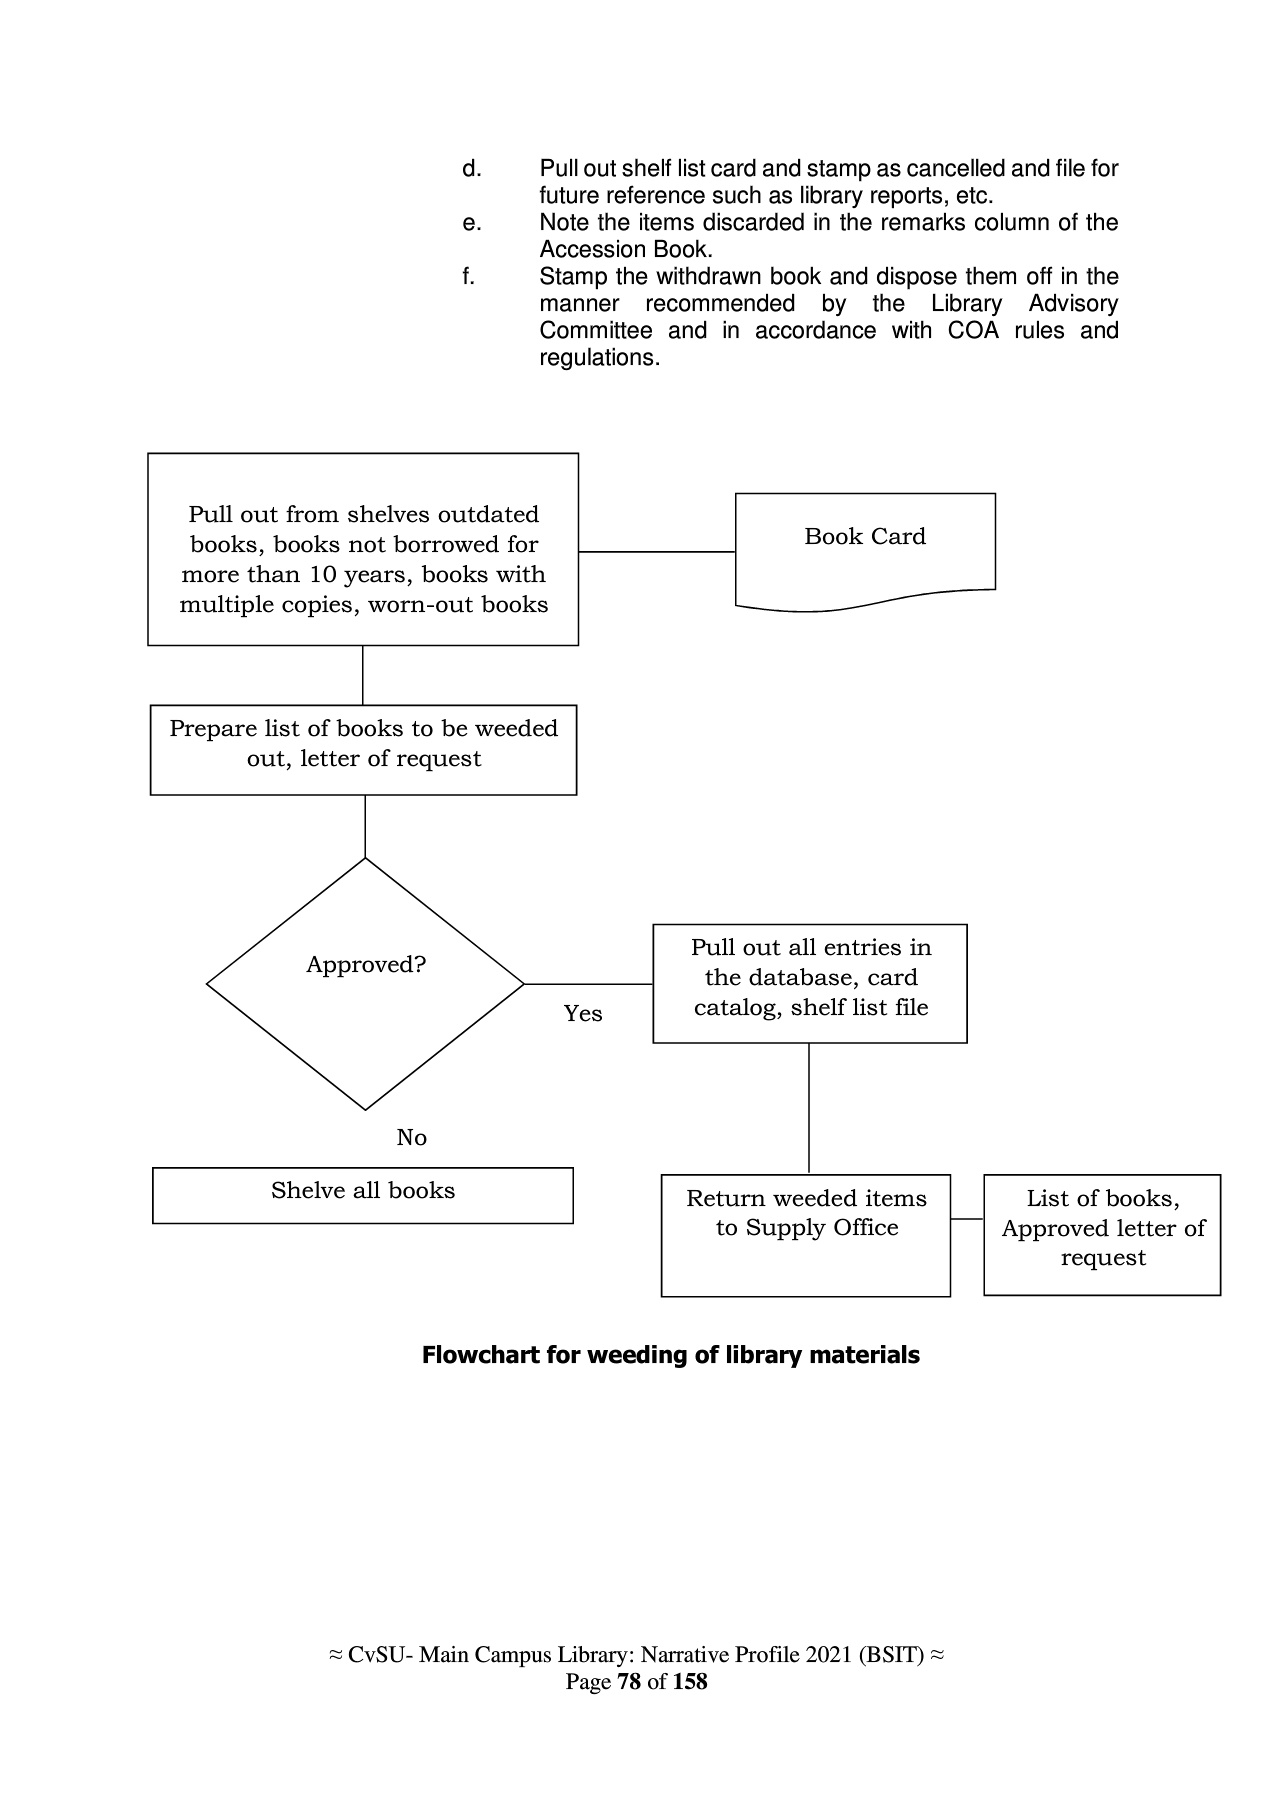 d. Pull out shelf list card and stamp as cancelled and file for
future reference such as library reports, etc.
e. Note the items discarded in the remarks column of the
Accession Book.
f. Stamp the withdrawn book and dispose them off in the
manner recommended by the Library Advisory
Committee and in accordance with COA rules and
regulations.
Pull out from shelves outdated
books, books not borrowed for
more than 10 years, books with
multiple copies, worn-out books
Book Card
Prepare list of books to be weeded
out, letter of request
Approved?
Yes
Pull out all entries in
the database, card
catalog, shelf list file
No
Shelve all books
Return weeded items
to Supply Office
List of books,
Approved letter of
request
Flowchart for weeding of library materials
≈ CvSU- Main Campus Library: Narrative Profile 2021 (BSIT) ≈
Page 78 of 158